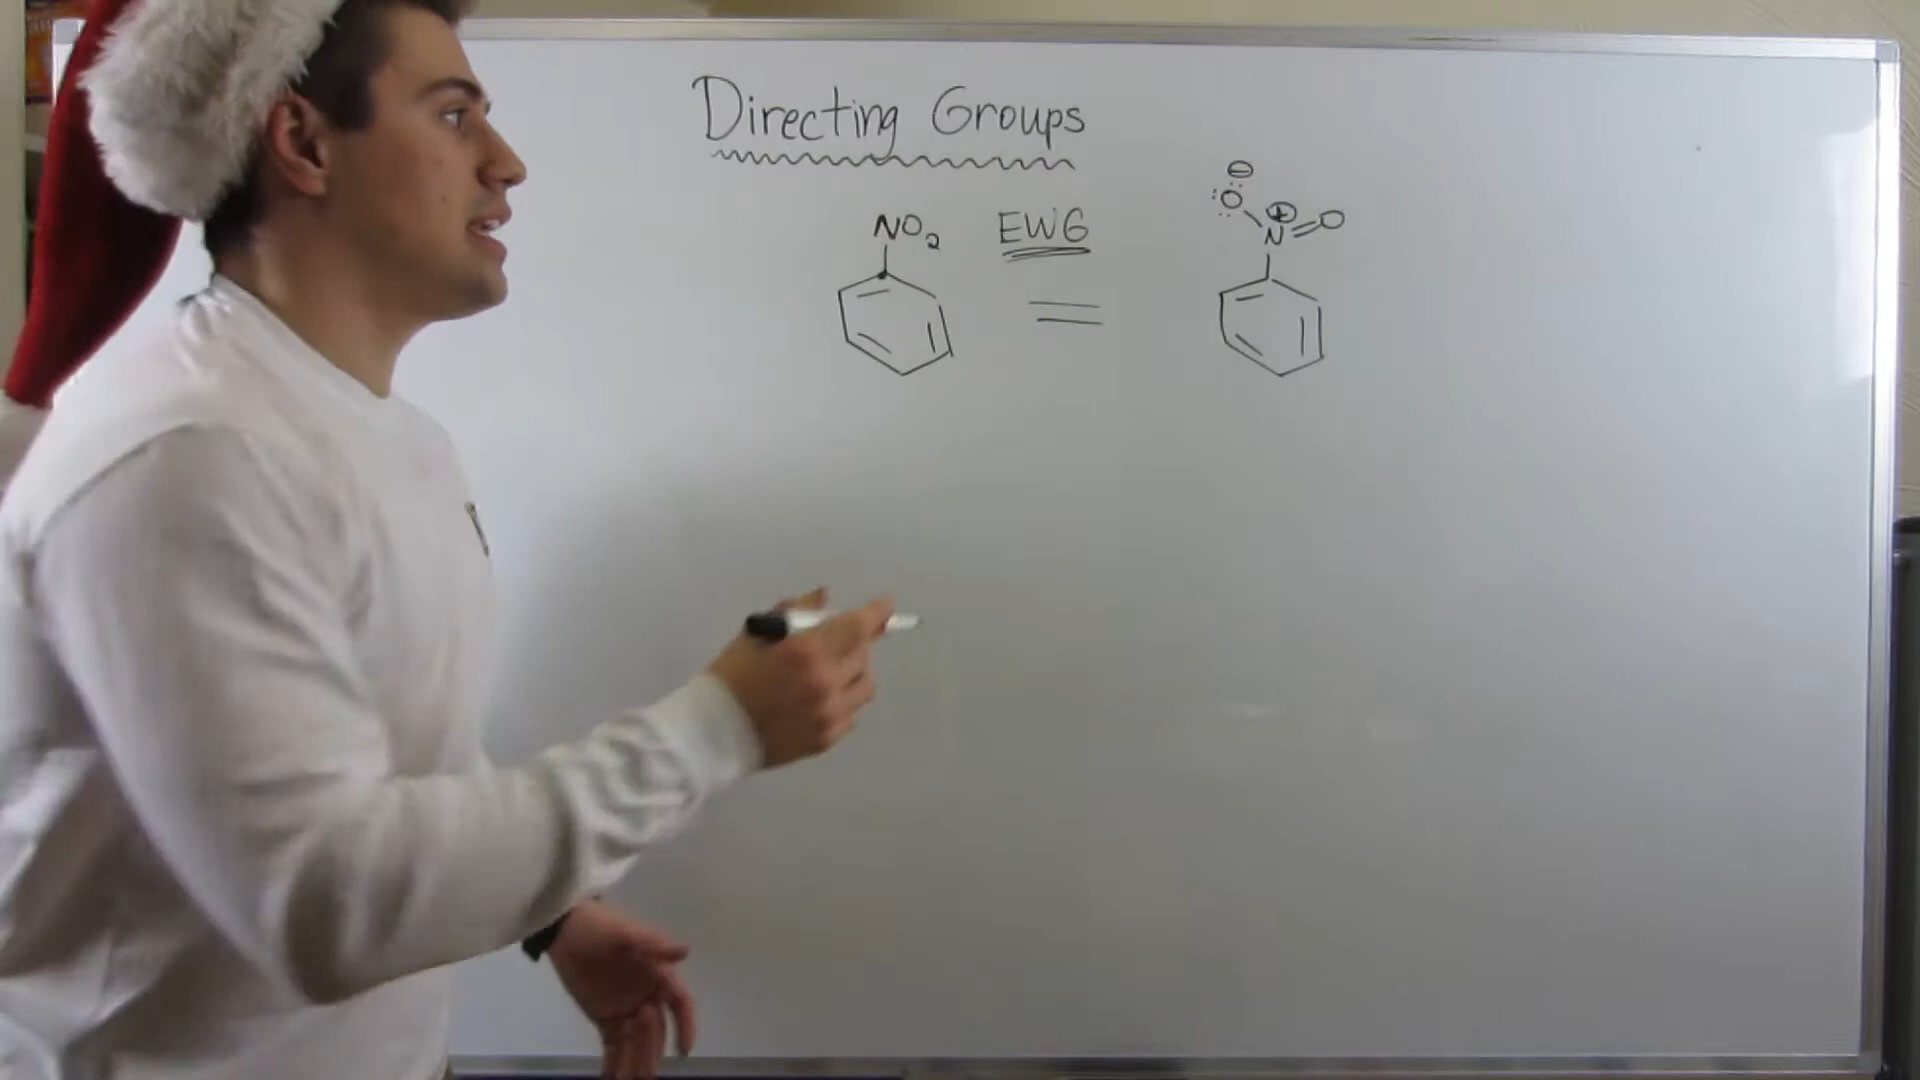 Directing Groups
NO₂ EWG
=
⊖
:Ö
⊕
N=O